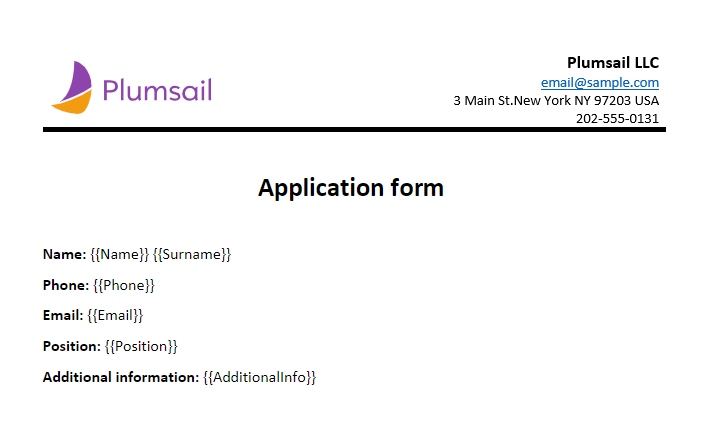 Plumsail
Plumsail LLC
email@sample.com
3 Main St.New York NY 97203 USA
202-555-0131
Application form
Name: {{Name}} {{Surname}}
Phone: {{Phone}}
Email: {{Email}}
Position: {{Position}}
Additional information: {{AdditionalInfo}}